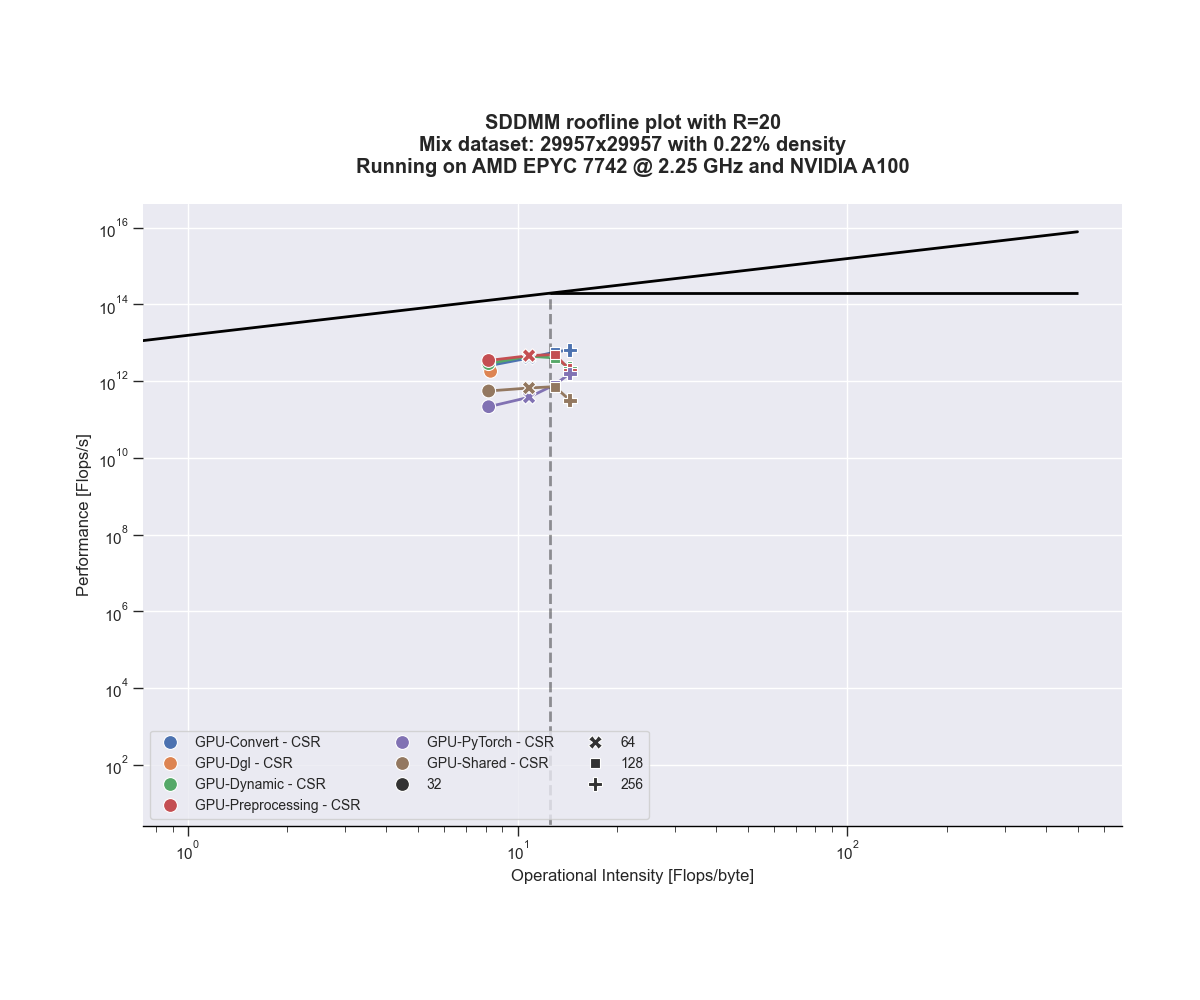 SDDMM roofline plot with R=20
Mix dataset: 29957x29957 with 0.22% density
Running on AMD EPYC 7742 @ 2.25 GHz and NVIDIA A100
Performance [Flops/s]
10^16
10^14
10^12
10^10
10^8
10^6
10^4
10^2
GPU-Convert - CSR
GPU-Dgl - CSR
GPU-Dynamic - CSR
GPU-Preprocessing - CSR
GPU-PyTorch - CSR
GPU-Shared - CSR
32
64
128
256
10^0 10^1 10^2
Operational Intensity [Flops/byte]